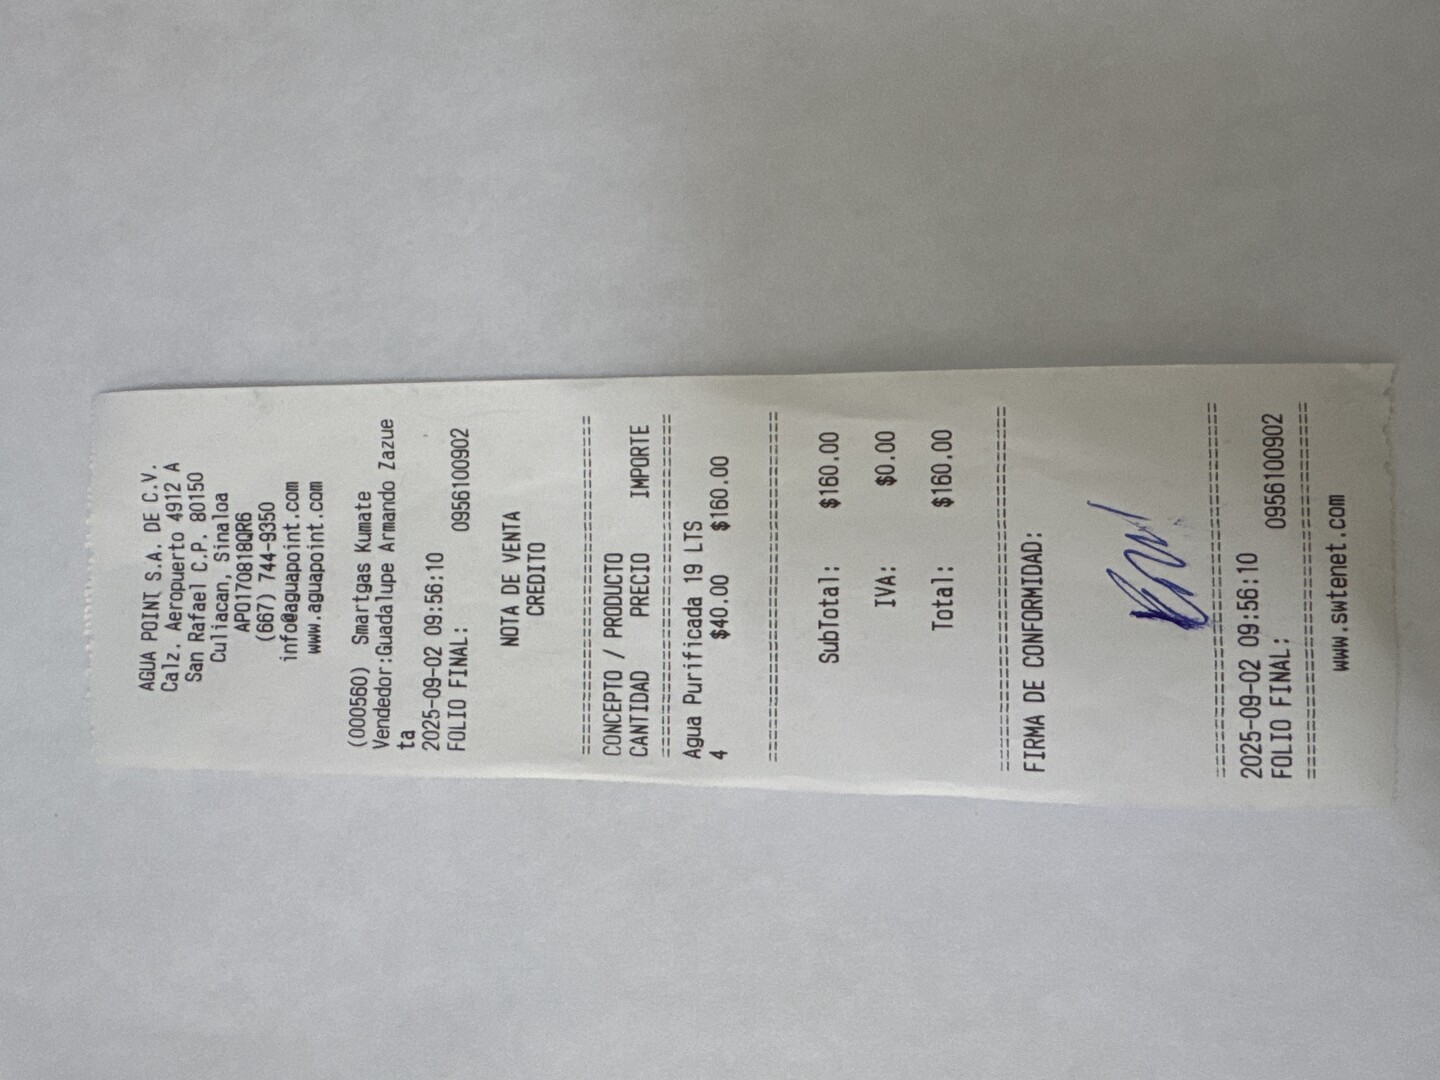 AGUA POINT S.A. DE C.V.
Calz. Aeropuerto 4912 A
San Rafael C.P. 80150
Culiacan, Sinaloa
APO170818QR6
(667) 744-9350
info@aguapoint.com
www.aguapoint.com
(000560) Smartgas Kumate
Vendedor:Guadalupe Armando Zazue
ta
2025-09-02 09:56:10
FOLIO FINAL: 0956100902
NOTA DE VENTA
CREDITO
================================
CONCEPTO / PRODUCTO
CANTIDAD PRECIO IMPORTE
================================
Agua Purificada 19 LTS
4 $40.00 $160.00
================================
SubTotal: $160.00
IVA: $0.00
Total: $160.00
================================
FIRMA DE CONFORMIDAD:
================================
2025-09-02 09:56:10
FOLIO FINAL: 0956100902
================================
www.swtenet.com